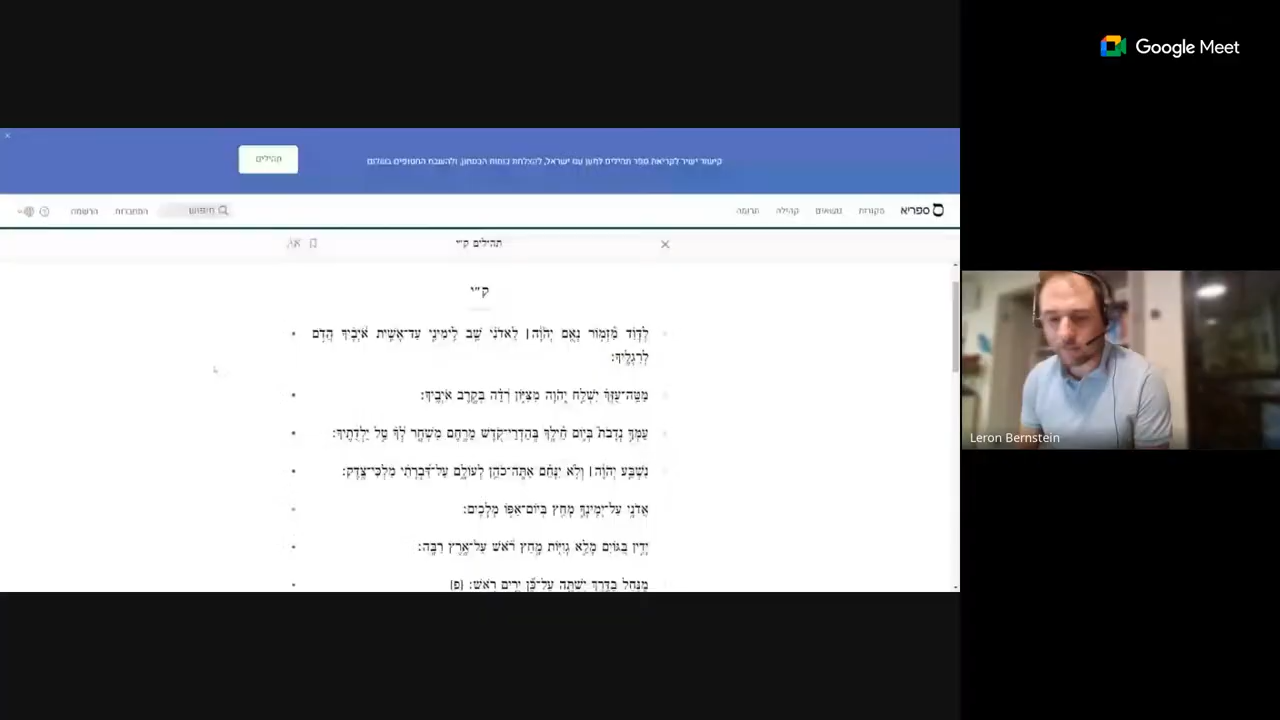 Google Meet
קישור ישיר לקריאת ספר תהילים למען עם ישראל, להצלחת כוחות הבטחון, ולהשבת החטופים בשלום
תהילים
ספריא
מקורות
נושאים
קהילה
תרומה
חיפוש
התחברות
הרשמה
תהילים ק״י
ק״י
לְדָוִ֗ד מִ֫זְמ֥וֹר נְאֻ֤ם יְהֹוָ֨ה ׀ לַאדֹנִ֗י שֵׁ֥ב לִֽימִינִ֑י עַד־אָשִׁ֥ית אֹ֝יְבֶ֗יךָ הֲדֹ֣ם
לְרַגְלֶֽיךָ׃
מַטֵּֽה־עֻזְּךָ֗ יִשְׁלַ֣ח יְ֭הֹוָה מִצִּיּ֑וֹן רְ֝דֵ֗ה בְּקֶ֣רֶב אֹיְבֶֽיךָ׃
עַמְּךָ֣ נְדָבֹת֮ בְּי֢וֹם חֵ֫ילֶ֥ךָ בְּֽהַדְרֵי־קֹ֭דֶשׁ מֵרֶ֣חֶם מִשְׁחָ֑ר לְ֝ךָ֗ טַ֣ל יַלְדֻתֶֽיךָ׃
נִשְׁבַּ֤ע יְהֹוָ֨ה ׀ וְלֹ֥א יִנָּחֵ֗ם אַתָּֽה־כֹהֵ֥ן לְעוֹלָ֑ם עַל־דִּ֝בְרָתִ֗י מַלְכִּי־צֶֽדֶק׃
אֲדֹנָ֥י עַל־יְמִֽינְךָ֑ מָחַ֖ץ בְּיוֹם־אַפּ֣וֹ מְלָכִֽים׃
יָדִ֣ין בַּ֭גּוֹיִם מָלֵ֣א גְוִיּ֑וֹת מָ֥חַץ רֹ֝֗אשׁ עַל־אֶ֥רֶץ רַבָּֽה׃
מִ֭נַּחַל בַּדֶּ֣רֶךְ יִשְׁתֶּ֑ה עַל־כֵּ֝֗ן יָרִ֥ים רֹֽאשׁ׃ {פ}
Leron Bernstein